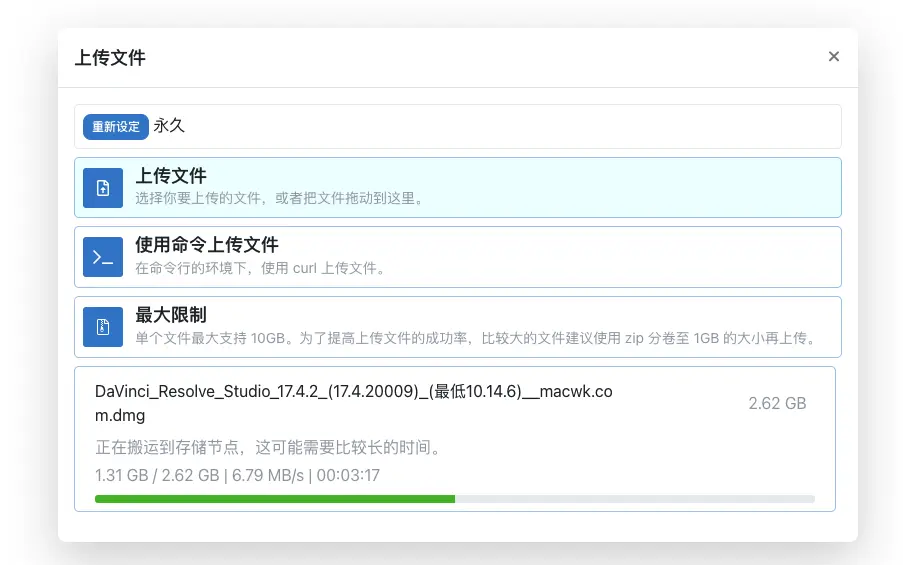 上传文件
×
重新设定 永久
上传文件
选择你要上传的文件，或者把文件拖动到这里。
使用命令上传文件
在命令行的环境下，使用 curl 上传文件。
最大限制
单个文件最大支持 10GB。为了提高上传文件的成功率，比较大的文件建议使用 zip 分卷至 1GB 的大小再上传。
DaVinci_Resolve_Studio_17.4.2_(17.4.20009)_(最低10.14.6)__macwk.co
m.dmg
2.62 GB
正在搬运到存储节点，这可能需要比较长的时间。
1.31 GB / 2.62 GB | 6.79 MB/s | 00:03:17